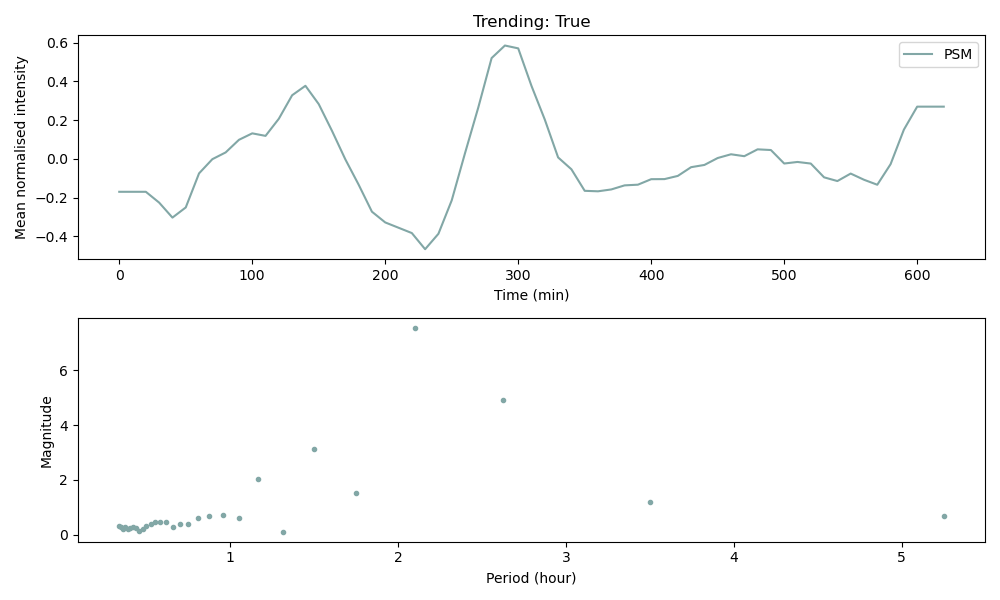 Trending: True
PSM
Mean normalised intensity
0.6
0.4
0.2
0.0
−0.2
−0.4
0 100 200 300 400 500 600
Time (min)
Magnitude
6
4
2
0
1 2 3 4 5
Period (hour)